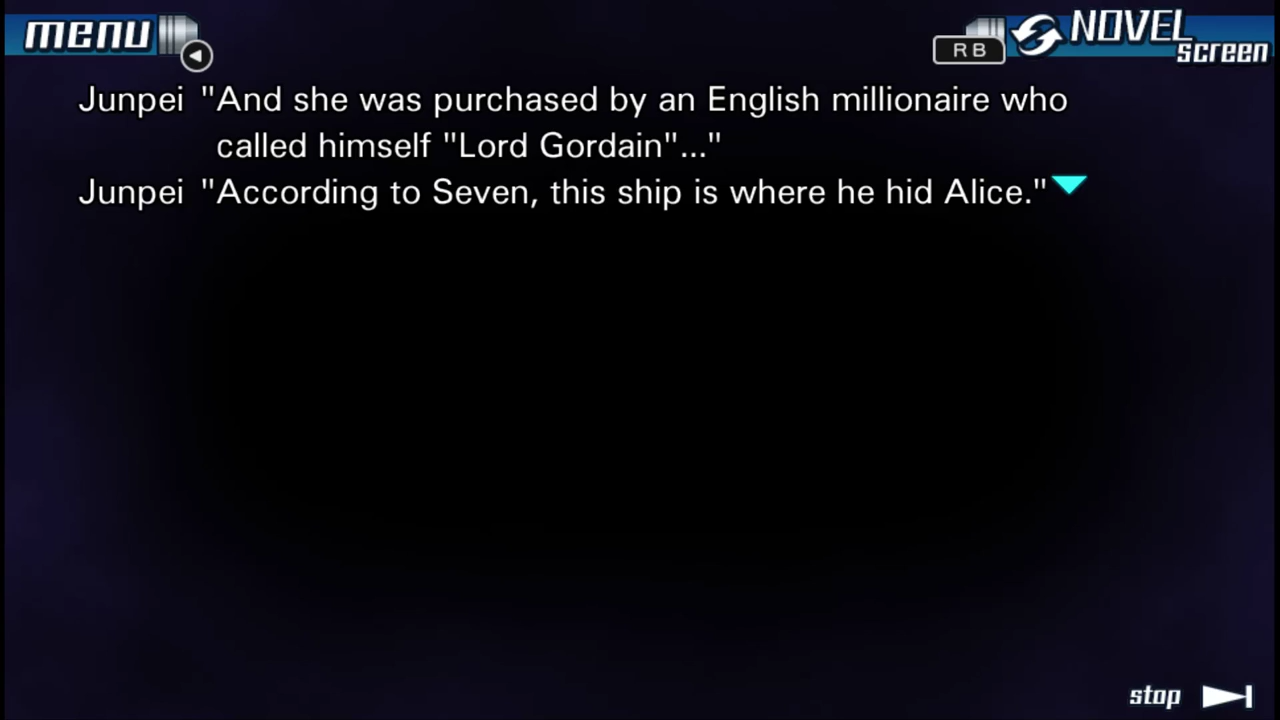 menu
RB NOVEL screen
Junpei "And she was purchased by an English millionaire who
called himself "Lord Gordain"..."
Junpei "According to Seven, this ship is where he hid Alice."
stop